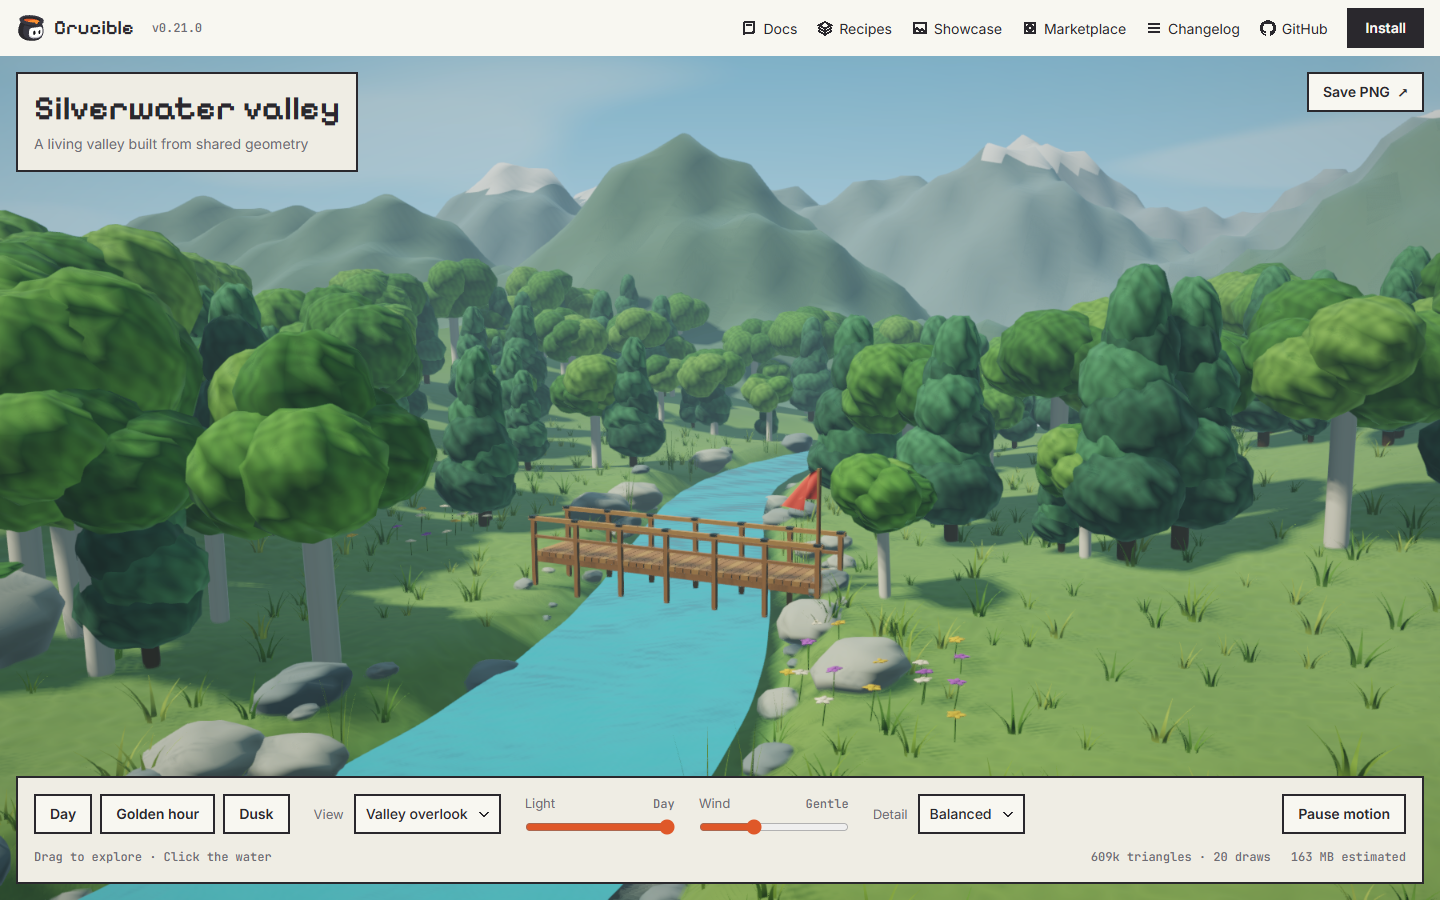 Crucible v0.21.0 Docs Recipes Showcase Marketplace Changelog GitHub Install
Silverwater valley
A living valley built from shared geometry
Save PNG ↗
Day Golden hour Dusk View Valley overlook Light Day Wind Gentle Detail Balanced Pause motion
Drag to explore · Click the water 609k triangles · 20 draws 163 MB estimated